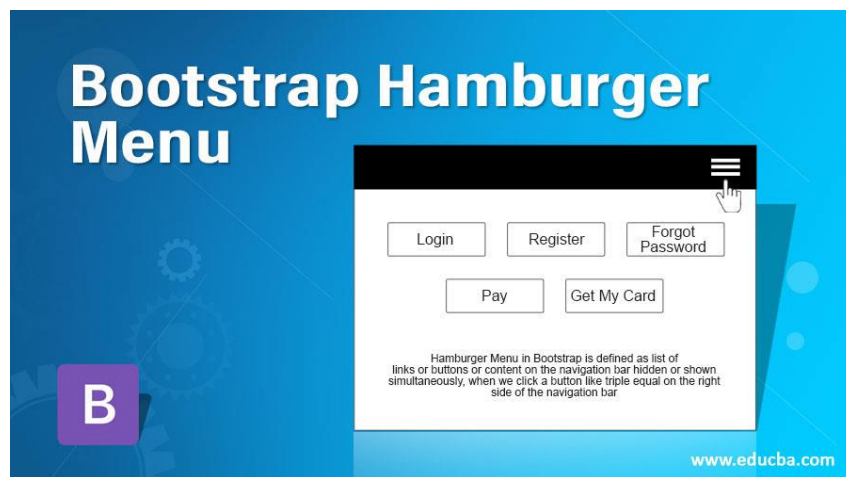 Bootstrap Hamburger
Menu
Login
Register
Forgot
Password
Pay
Get My Card
Hamburger Menu in Bootstrap is defined as list of
links or buttons or content on the navigation bar hidden or shown
simultaneously, when we click a button like triple equal on the right
side of the navigation bar
B
www.educba.com